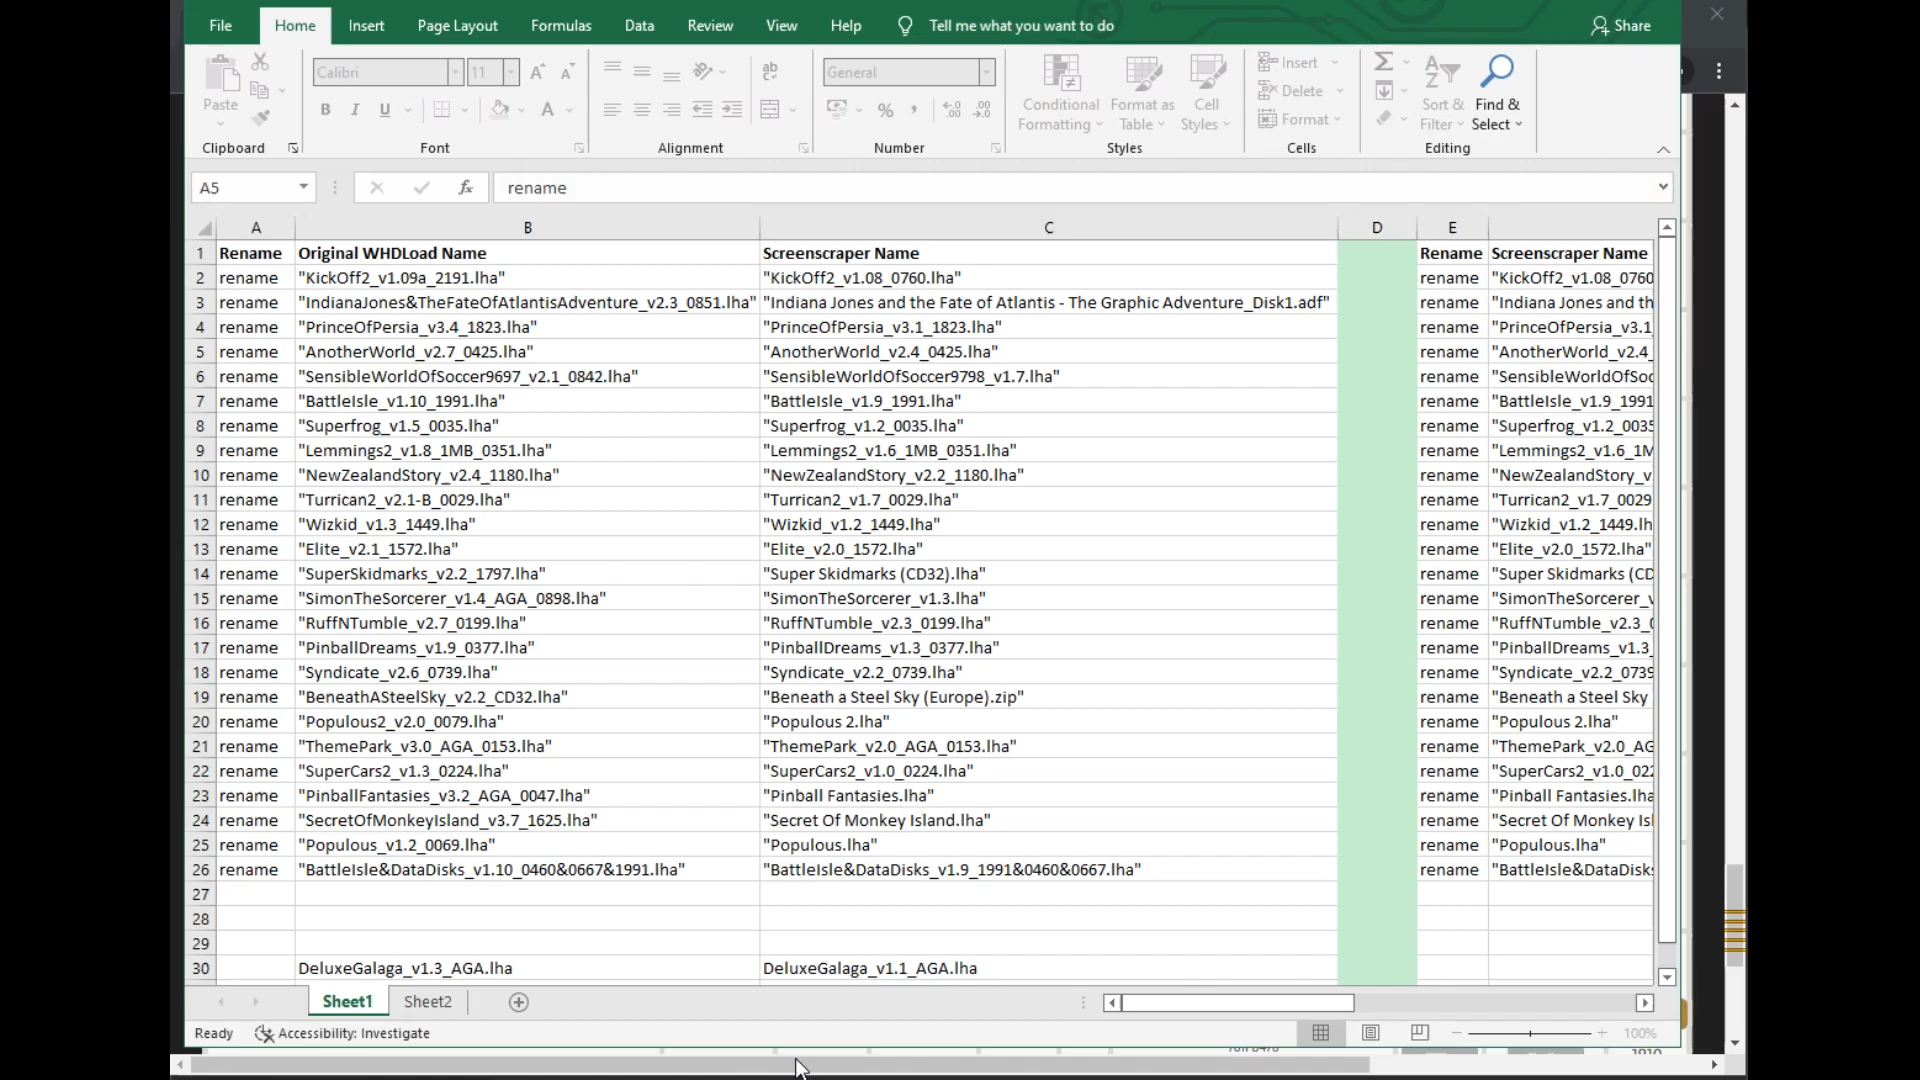 File Home Insert Page Layout Formulas Data Review View Help Tell me what you want to do Share
Calibri 11 General Insert
Paste Conditional Format as Cell Delete Sort & Find &
Formatting Table Styles Format Filter Select
Clipboard Font Alignment Number Styles Cells Editing
A5 fx rename
A B C D E
1 Rename Original WHDLoad Name Screenscraper Name Rename Screenscraper Name
2 rename "KickOff2_v1.09a_2191.lha" "KickOff2_v1.08_0760.lha" rename "KickOff2_v1.08_0760
3 rename "IndianaJones&TheFateOfAtlantisAdventure_v2.3_0851.lha" "Indiana Jones and the Fate of Atlantis - The Graphic Adventure_Disk1.adf" rename "Indiana Jones and th
4 rename "PrinceOfPersia_v3.4_1823.lha" "PrinceOfPersia_v3.1_1823.lha" rename "PrinceOfPersia_v3.1_
5 rename "AnotherWorld_v2.7_0425.lha" "AnotherWorld_v2.4_0425.lha" rename "AnotherWorld_v2.4_
6 rename "SensibleWorldOfSoccer9697_v2.1_0842.lha" "SensibleWorldOfSoccer9798_v1.7.lha" rename "SensibleWorldOfSoc
7 rename "BattleIsle_v1.10_1991.lha" "BattleIsle_v1.9_1991.lha" rename "BattleIsle_v1.9_1991
8 rename "Superfrog_v1.5_0035.lha" "Superfrog_v1.2_0035.lha" rename "Superfrog_v1.2_0035
9 rename "Lemmings2_v1.8_1MB_0351.lha" "Lemmings2_v1.6_1MB_0351.lha" rename "Lemmings2_v1.6_1M
10 rename "NewZealandStory_v2.4_1180.lha" "NewZealandStory_v2.2_1180.lha" rename "NewZealandStory_v
11 rename "Turrican2_v2.1-B_0029.lha" "Turrican2_v1.7_0029.lha" rename "Turrican2_v1.7_0029
12 rename "Wizkid_v1.3_1449.lha" "Wizkid_v1.2_1449.lha" rename "Wizkid_v1.2_1449.lh
13 rename "Elite_v2.1_1572.lha" "Elite_v2.0_1572.lha" rename "Elite_v2.0_1572.lha"
14 rename "SuperSkidmarks_v2.2_1797.lha" "Super Skidmarks (CD32).lha" rename "Super Skidmarks (CD
15 rename "SimonTheSorcerer_v1.4_AGA_0898.lha" "SimonTheSorcerer_v1.3.lha" rename "SimonTheSorcerer_v
16 rename "RuffNTumble_v2.7_0199.lha" "RuffNTumble_v2.3_0199.lha" rename "RuffNTumble_v2.3_0
17 rename "PinballDreams_v1.9_0377.lha" "PinballDreams_v1.3_0377.lha" rename "PinballDreams_v1.3_
18 rename "Syndicate_v2.6_0739.lha" "Syndicate_v2.2_0739.lha" rename "Syndicate_v2.2_0739
19 rename "BeneathASteelSky_v2.2_CD32.lha" "Beneath a Steel Sky (Europe).zip" rename "Beneath a Steel Sky
20 rename "Populous2_v2.0_0079.lha" "Populous 2.lha" rename "Populous 2.lha"
21 rename "ThemePark_v3.0_AGA_0153.lha" "ThemePark_v2.0_AGA_0153.lha" rename "ThemePark_v2.0_AG
22 rename "SuperCars2_v1.3_0224.lha" "SuperCars2_v1.0_0224.lha" rename "SuperCars2_v1.0_022
23 rename "PinballFantasies_v3.2_AGA_0047.lha" "Pinball Fantasies.lha" rename "Pinball Fantasies.lha
24 rename "SecretOfMonkeyIsland_v3.7_1625.lha" "Secret Of Monkey Island.lha" rename "Secret Of Monkey Isl
25 rename "Populous_v1.2_0069.lha" "Populous.lha" rename "Populous.lha"
26 rename "BattleIsle&DataDisks_v1.10_0460&0667&1991.lha" "BattleIsle&DataDisks_v1.9_1991&0460&0667.lha" rename "BattleIsle&DataDisks
27
28
29
30 DeluxeGalaga_v1.3_AGA.lha DeluxeGalaga_v1.1_AGA.lha
Sheet1 Sheet2
Ready Accessibility: Investigate 100%